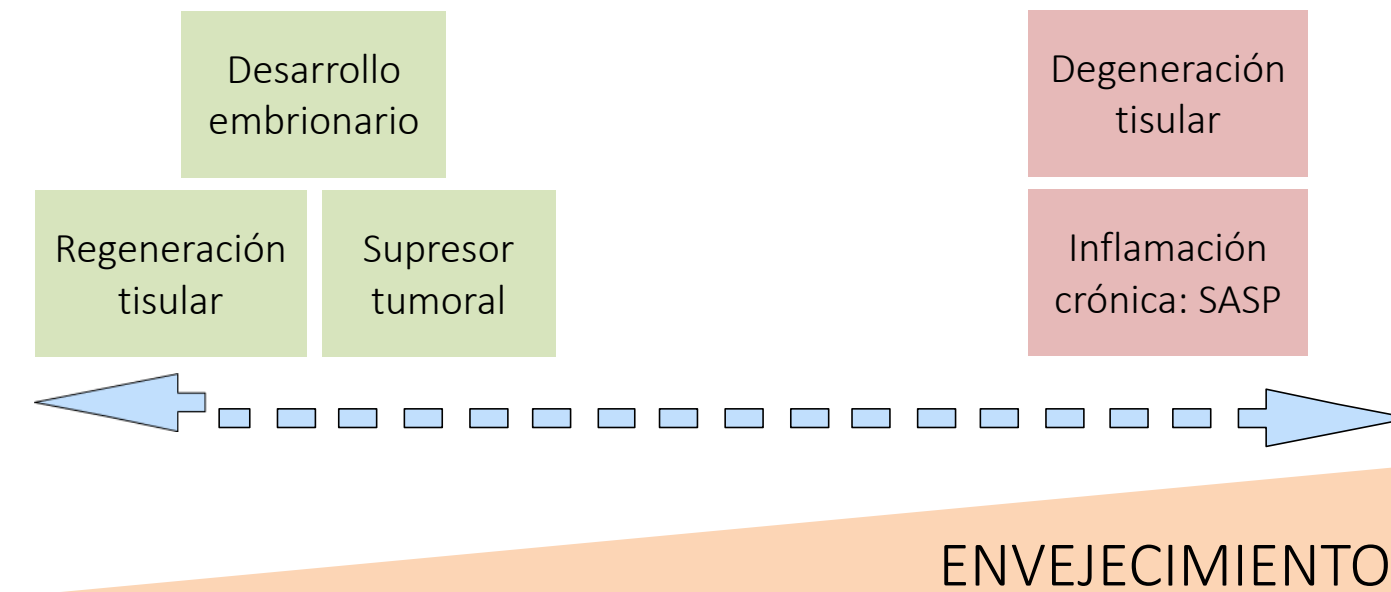 Desarrollo
embrionario
Regeneración
tisular
Supresor
tumoral
Degeneración
tisular
Inflamación
crónica: SASP
ENVEJECIMIENTO